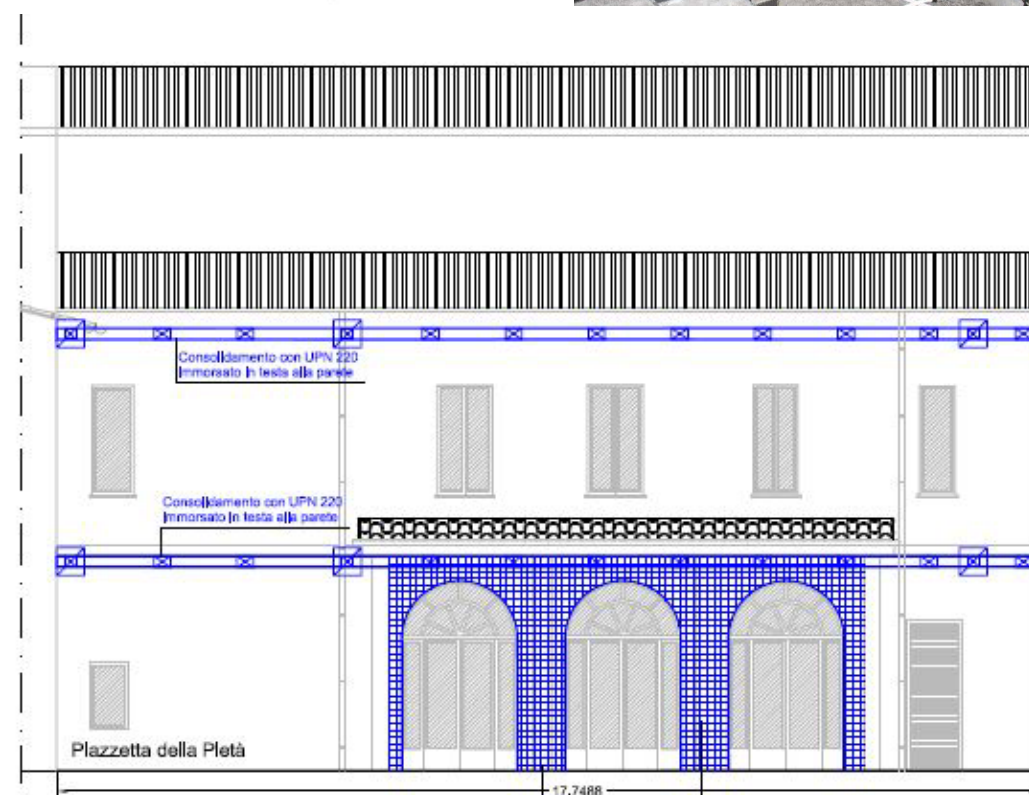 Consolidamento con UPN 220
Immorsato in testa alla parete
Consolidamento con UPN 220
Immorsato in testa alla parete
Piazzetta della Pietà
17.7488